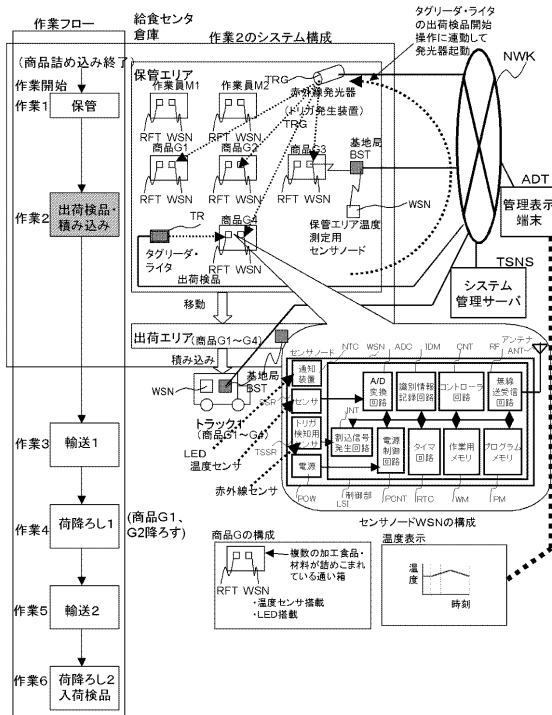 作業フロー
(商品詰め込み終了)
作業開始
作業1
保管
作業2
出荷検品・
積み込み
作業3
輸送1
作業4
荷降ろし1
(商品G1、
G2降ろす)
作業5
輸送2
作業6
荷降ろし2
入荷検品
給食センタ
倉庫
作業2のシステム構成
保管エリア
作業員M1
作業員M2
TRG
赤外線発光器
(トリガ発生装置)
TRG
RFT WSN
RFT WSN
商品G1
商品G2
商品G3
基地局
BST
RFT WSN
RFT WSN
RFT WSN
WSN
保管エリア温度
測定用
センサノード
TR
タグリーダ・
ライタ
商品G4
出荷検品
RFT WSN
タグリーダ・ライタ
の出荷検品開始
操作に連動して
発光器起動
NWK
ADT
管理表示
端末
TSNS
システム
管理サーバ
移動
出荷エリア(商品G1～G4)
積み込み
WSN
基地局
BST
トラック1
(商品G1～G4)
LED
温度センサ
赤外線センサ
センサノード
NTC
WSN
ADC
IDM
CNT
RF
アンテナ
ANT
通知
装置
SSR
センサ
A/D
変換
回路
識別情報
記録回路
コントローラ
回路
無線
送受信
回路
トリガ
検知用
センサ
TSSR
INT
割込信号
発生回路
電源
制御
回路
タイマ
回路
作業用
メモリ
プログラム
メモリ
電源
POW
制御部
LSI
PCNT
RTC
WM
PM
センサノードWSNの構成
商品Gの構成
複数の加工食品・
材料が詰めこまれ
ている通い箱
RFT WSN
・温度センサ搭載
・LED搭載
温度表示
温
度
時刻